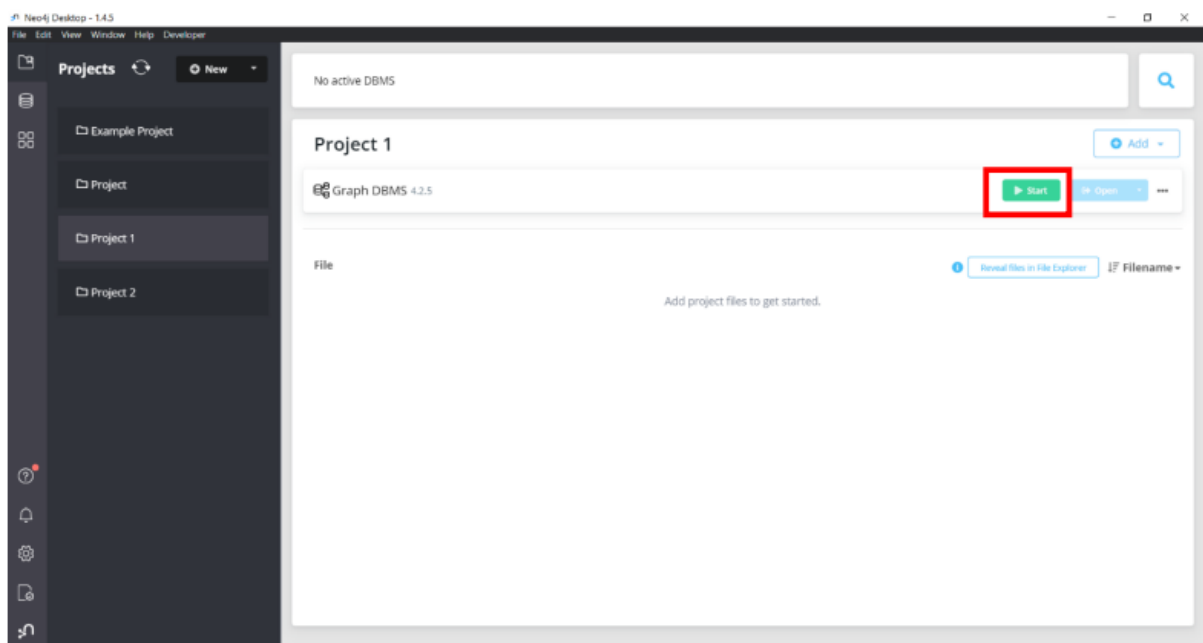 Neo4j Desktop - 1.4.5
File Edit View Window Help Developer
Projects
New
Example Project
Project
Project 1
Project 2
No active DBMS
Project 1
Add
Graph DBMS 4.2.5
Start
Open
File
Reveal files in File Explorer
Filename
Add project files to get started.